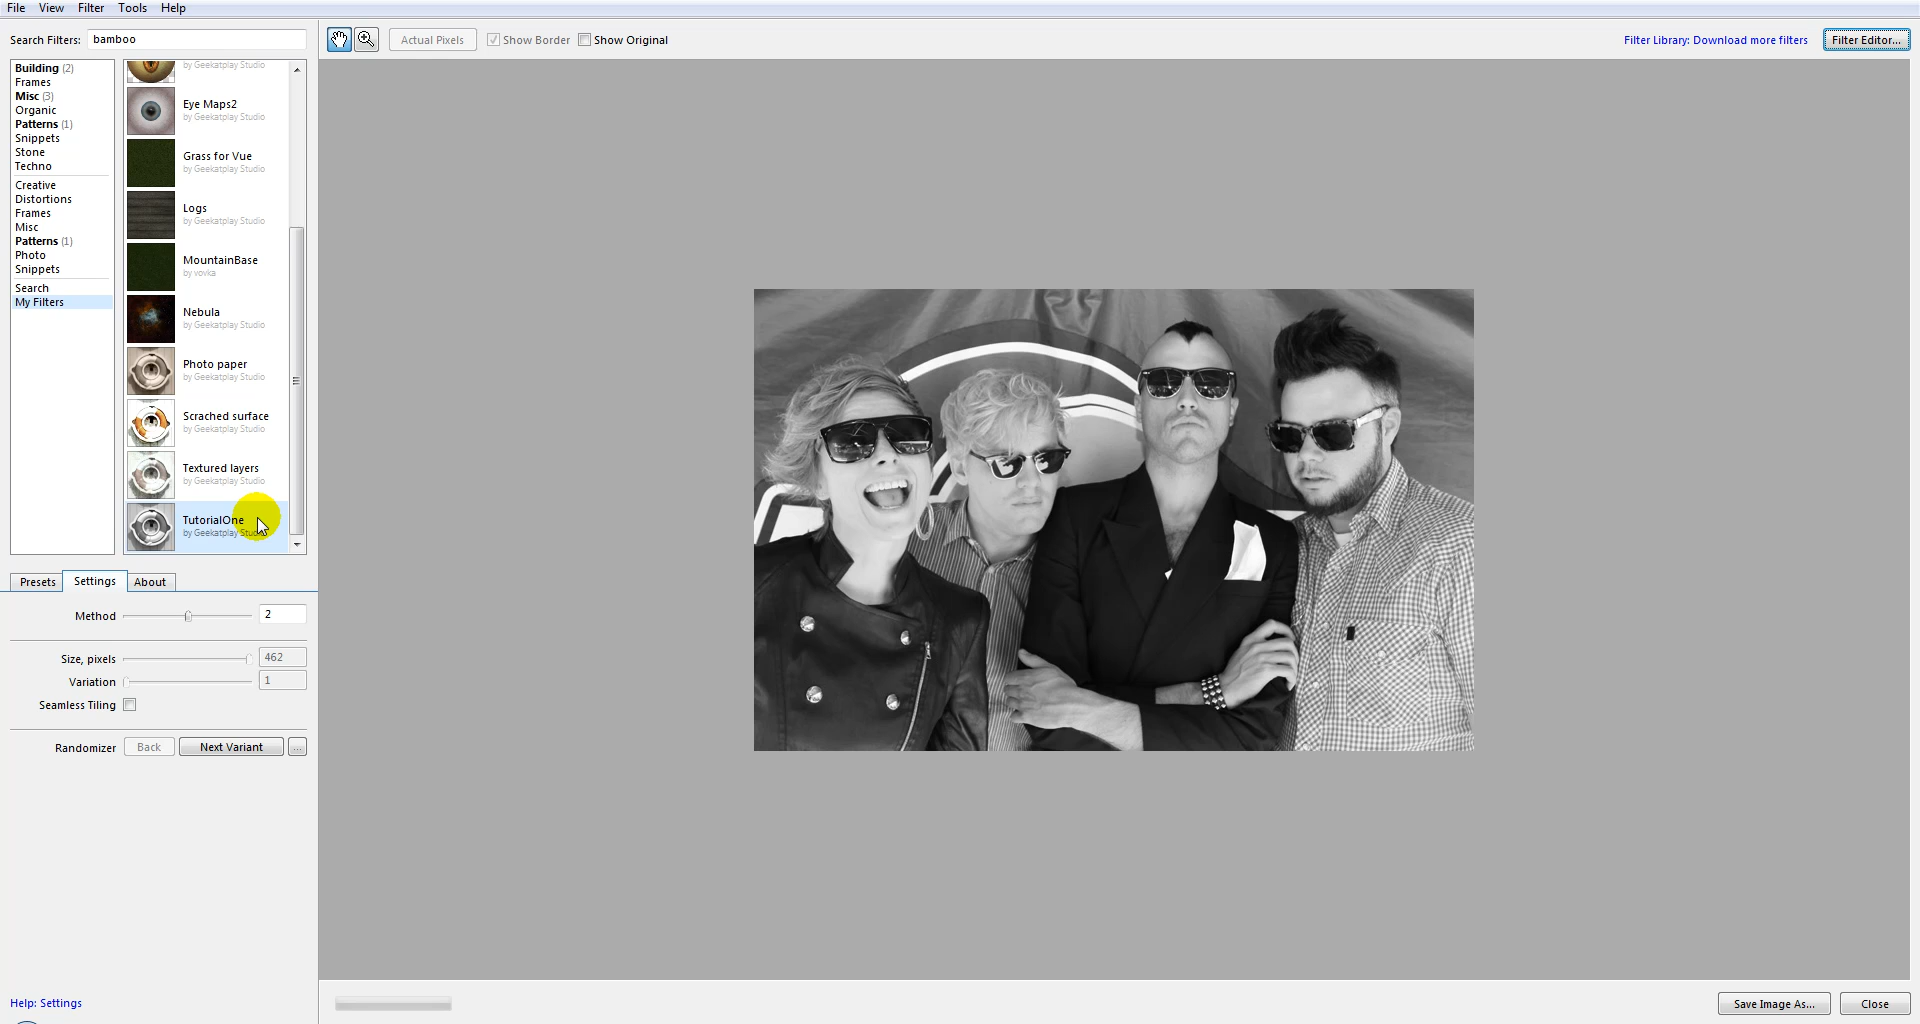 File View Filter Tools Help
Search Filters: bamboo
Actual Pixels Show Border Show Original Filter Library: Download more filters Filter Editor...
Building (2)
Frames
Misc (3)
Organic
Patterns (1)
Snippets
Stone
Techno
Creative
Distortions
Frames
Misc
Patterns (1)
Photo
Snippets
Search
My Filters
by Geekatplay Studio
Eye Maps2
by Geekatplay Studio
Grass for Vue
by Geekatplay Studio
Logs
by Geekatplay Studio
MountainBase
by vovka
Nebula
by Geekatplay Studio
Photo paper
by Geekatplay Studio
Scrached surface
by Geekatplay Studio
Textured layers
by Geekatplay Studio
TutorialOne
by Geekatplay Studio
Presets Settings About
Method 2
Size, pixels 462
Variation 1
Seamless Tiling
Randomizer Back Next Variant ...
Help: Settings
Save Image As... Close